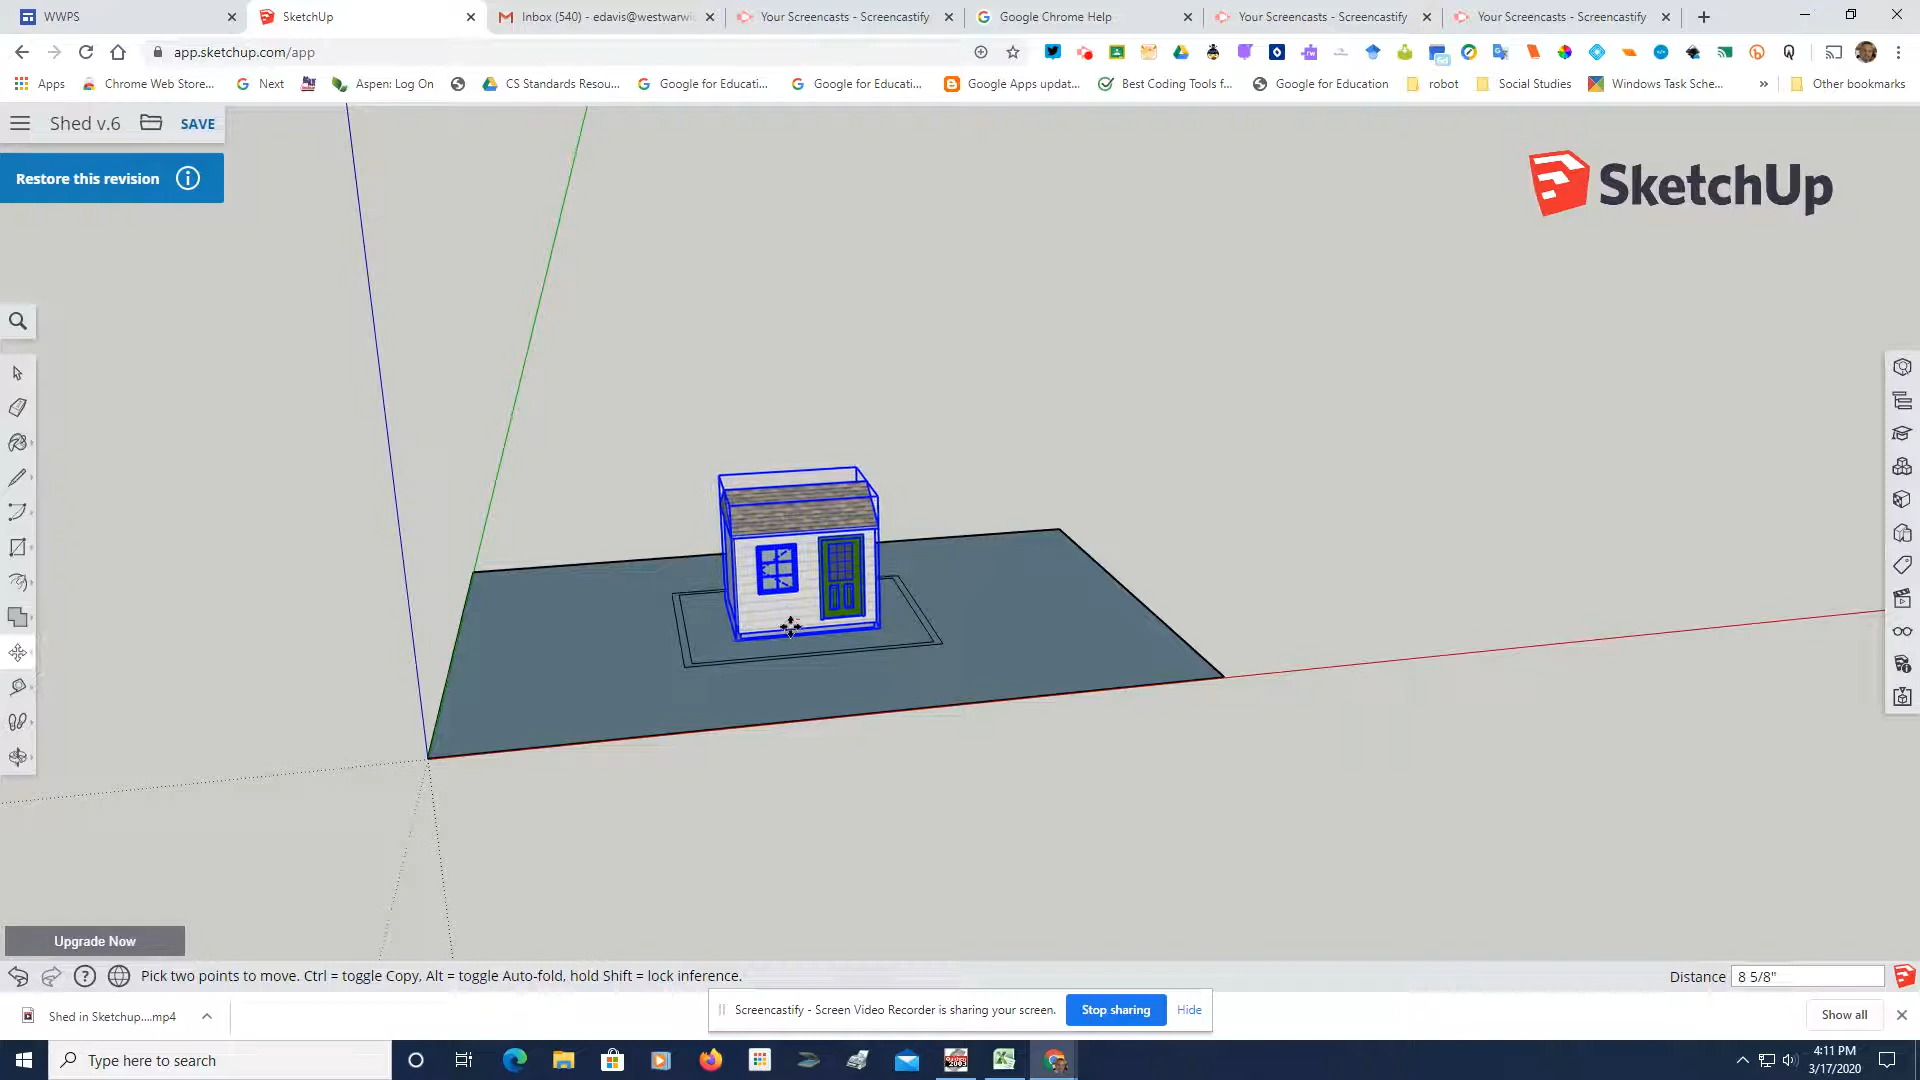 WWPS
SketchUp
Inbox (540) - edavis@westwarwi
Your Screencasts - Screencastify
Google Chrome Help
Your Screencasts - Screencastify
Your Screencasts - Screencastify
app.sketchup.com/app
Apps
Chrome Web Store...
Next
Aspen: Log On
CS Standards Resou...
Google for Educati...
Google for Educati...
Google Apps updat...
Best Coding Tools f...
Google for Education
robot
Social Studies
Windows Task Sche...
Other bookmarks
Shed v.6
SAVE
Restore this revision
SketchUp
Upgrade Now
Pick two points to move. Ctrl = toggle Copy, Alt = toggle Auto-fold, hold Shift = lock inference.
Distance
8 5/8"
Shed in Sketchup....mp4
Screencastify - Screen Video Recorder is sharing your screen.
Stop sharing
Hide
Show all
Type here to search
4:11 PM
3/17/2020